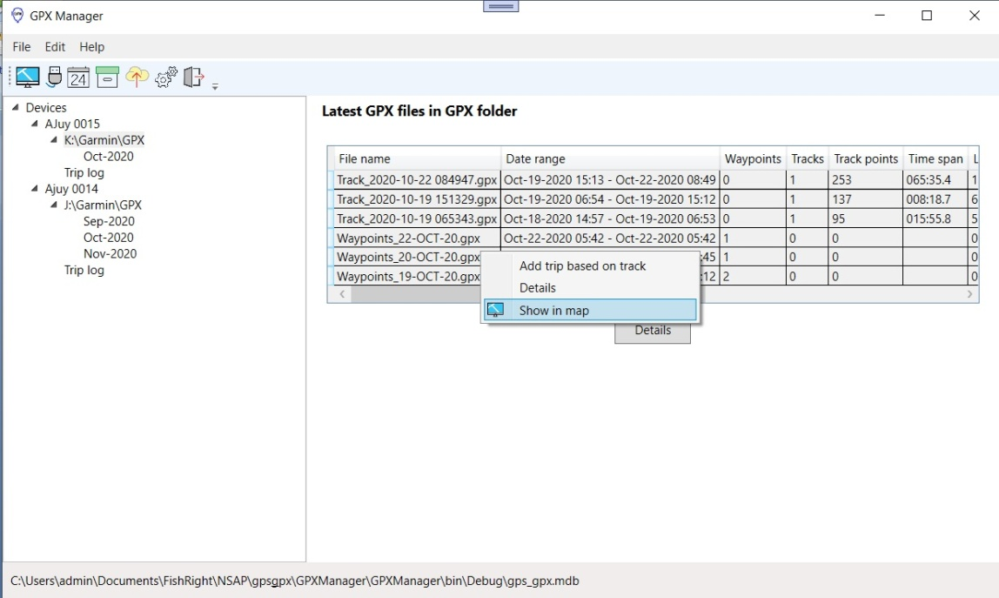 GPX Manager
File Edit Help
24
Devices
AJuy 0015
K:\Garmin\GPX
Oct-2020
Trip log
Ajuy 0014
J:\Garmin\GPX
Sep-2020
Oct-2020
Nov-2020
Trip log
Latest GPX files in GPX folder
File name Date range Waypoints Tracks Track points Time span L
Track_2020-10-22 084947.gpx Oct-19-2020 15:13 - Oct-22-2020 08:49 0 1 253 065:35.4 1
Track_2020-10-19 151329.gpx Oct-19-2020 06:54 - Oct-19-2020 15:12 0 1 137 008:18.7 6
Track_2020-10-19 065343.gpx Oct-18-2020 14:57 - Oct-19-2020 06:53 0 1 95 015:55.8 5
Waypoints_22-OCT-20.gpx Oct-22-2020 05:42 - Oct-22-2020 05:42 1 0 0 0
Waypoints_20-OCT-20.gpx :45 1 0 0 0
Waypoints_19-OCT-20.gpx :12 2 0 0 0
Add trip based on track
Details
Show in map
Details
C:\Users\admin\Documents\FishRight\NSAP\gpsgpx\GPXManager\GPXManager\bin\Debug\gps_gpx.mdb